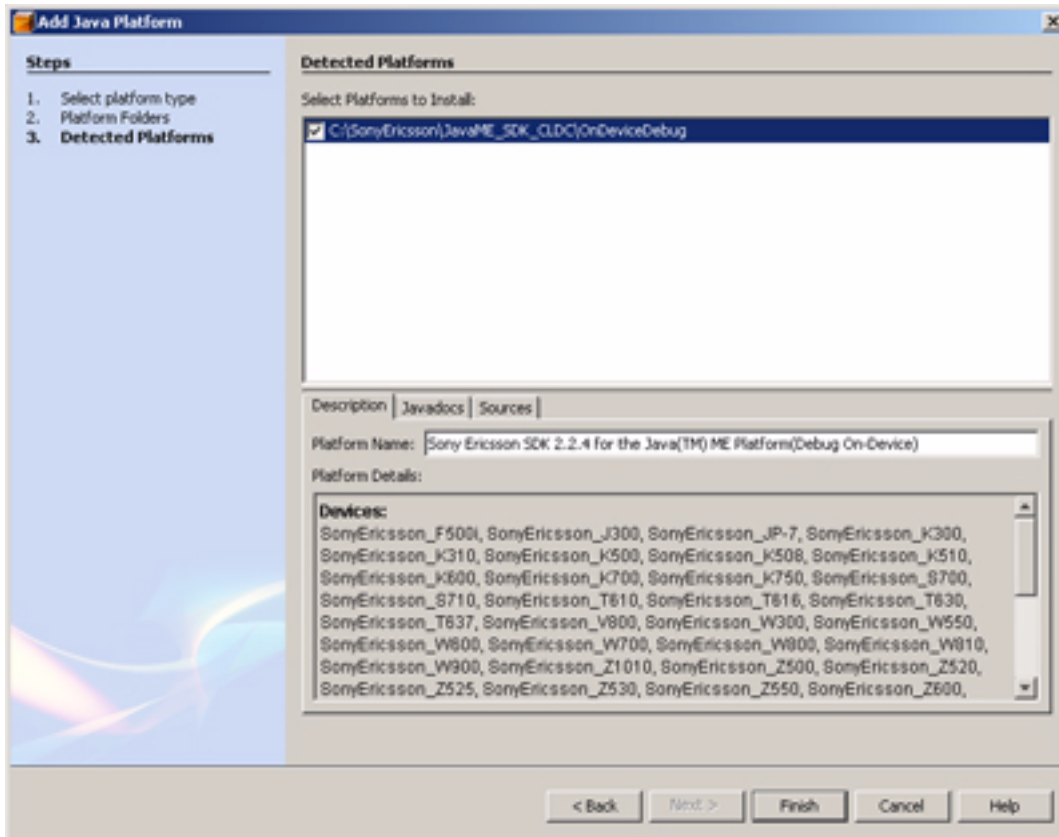 Add Java Platform
Steps
1. Select platform type
2. Platform Folders
3. Detected Platforms
Detected Platforms
Select Platforms to Install:
C:\SonyEricsson\JavaME_SDK_CLDC\OnDeviceDebug
Description Javadocs Sources
Platform Name: Sony Ericsson SDK 2.2.4 for the Java(TM) ME Platform(Debug On-Device)
Platform Details:
Devices:
SonyEricsson_F500i, SonyEricsson_J300, SonyEricsson_JP-7, SonyEricsson_K300,
SonyEricsson_K310, SonyEricsson_K500, SonyEricsson_K508, SonyEricsson_K510,
SonyEricsson_K600, SonyEricsson_K700, SonyEricsson_K750, SonyEricsson_S700,
SonyEricsson_S710, SonyEricsson_T610, SonyEricsson_T616, SonyEricsson_T630,
SonyEricsson_T637, SonyEricsson_V800, SonyEricsson_W300, SonyEricsson_W550,
SonyEricsson_W600, SonyEricsson_W700, SonyEricsson_W800, SonyEricsson_W810,
SonyEricsson_W900, SonyEricsson_Z1010, SonyEricsson_Z500, SonyEricsson_Z520,
SonyEricsson_Z525, SonyEricsson_Z530, SonyEricsson_Z550, SonyEricsson_Z600,
< Back Next > Finish Cancel Help